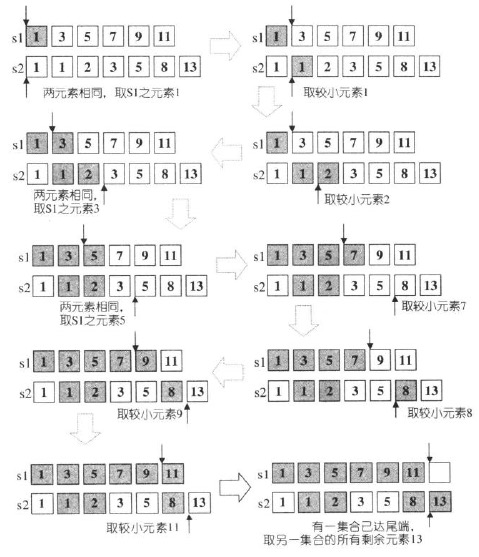 s1 1 3 5 7 9 11
s2 1 1 2 3 5 8 13
两元素相同，取S1之元素1
s1 1 3 5 7 9 11
s2 1 1 2 3 5 8 13
取较小元素1
s1 1 3 5 7 9 11
s2 1 1 2 3 5 8 13
两元素相同，
取S1之元素3
s1 1 3 5 7 9 11
s2 1 1 2 3 5 8 13
取较小元素2
s1 1 3 5 7 9 11
s2 1 1 2 3 5 8 13
两元素相同，
取S1之元素5
s1 1 3 5 7 9 11
s2 1 1 2 3 5 8 13
取较小元素7
s1 1 3 5 7 9 11
s2 1 1 2 3 5 8 13
取较小元素9
s1 1 3 5 7 9 11
s2 1 1 2 3 5 8 13
取较小元素8
s1 1 3 5 7 9 11
s2 1 1 2 3 5 8 13
取较小元素11
s1 1 3 5 7 9 11
s2 1 1 2 3 5 8 13
有一集合己达尾端，
取另一集合的所有剩余元素13